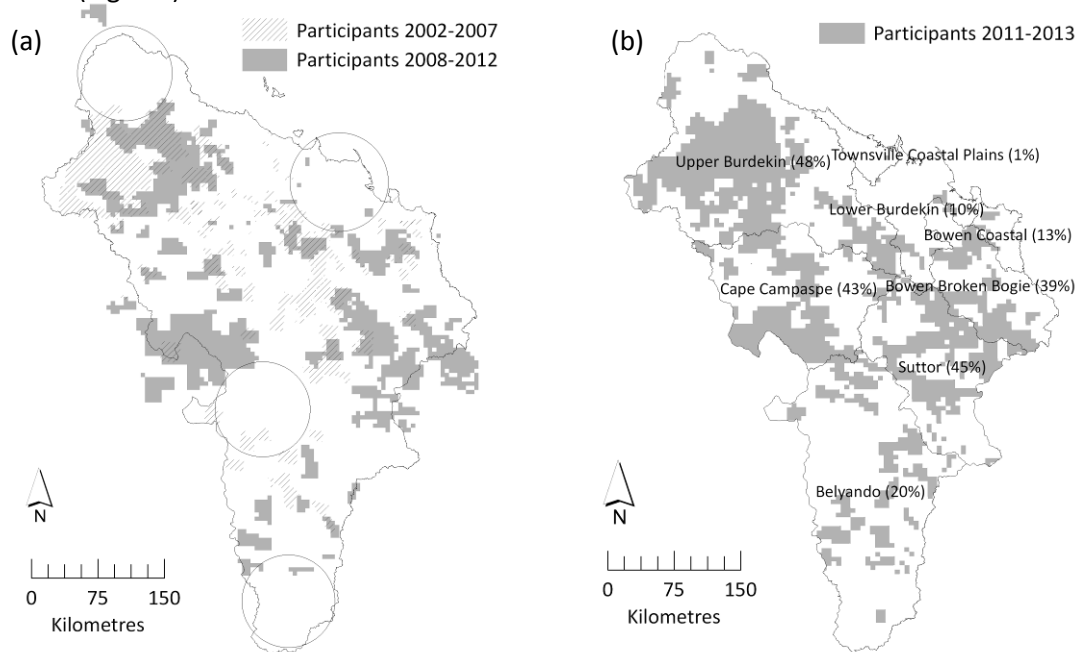 (a)
Participants 2002-2007
Participants 2008-2012
N
0 75 150
Kilometres
(b)
Participants 2011-2013
Upper Burdekin (48%)
Townsville Coastal Plains (1%)
Lower Burdekin (10%)
Bowen Coastal (13%)
Cape Campaspe (43%)
Bowen Broken Bogie (39%)
Suttor (45%)
Belyando (20%)
N
0 75 150
Kilometres